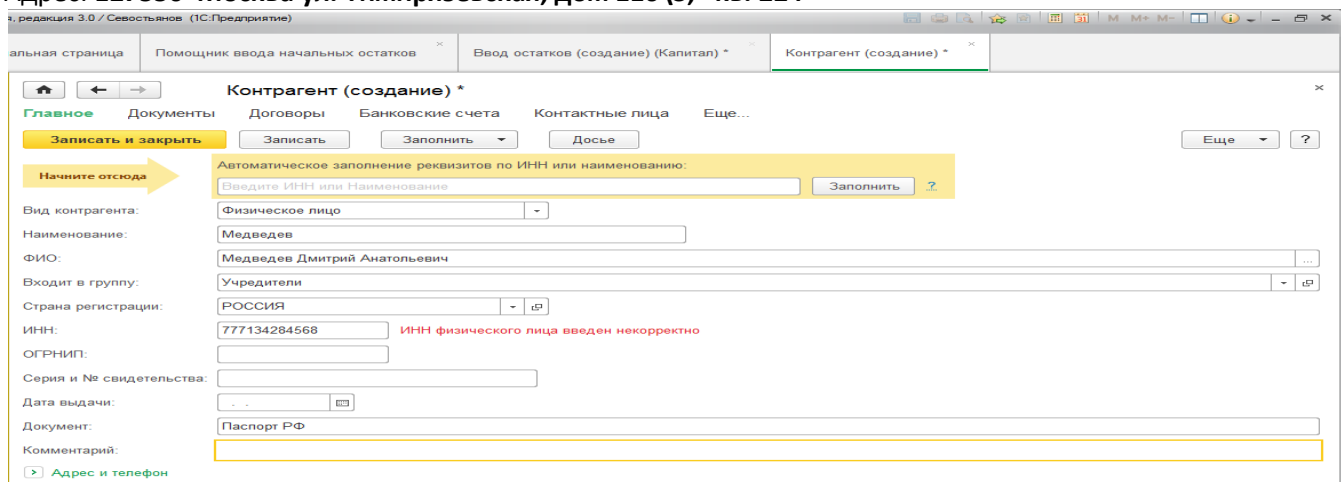 , редакция 3.0 / Севостьянов (1С:Предприятие) M M+ M-
альная страница Помощник ввода начальных остатков Ввод остатков (создание) (Капитал) * Контрагент (создание) *
Контрагент (создание) *
Главное Документы Договоры Банковские счета Контактные лица Еще...
Записать и закрыть Записать Заполнить Досье Еще ?
Начните отсюда Автоматическое заполнение реквизитов по ИНН или наименованию:
Введите ИНН или Наименование Заполнить ?
Вид контрагента: Физическое лицо
Наименование: Медведев
ФИО: Медведев Дмитрий Анатольевич ...
Входит в группу: Учредители
Страна регистрации: РОССИЯ
ИНН: 777134284568 ИНН физического лица введен некорректно
ОГРНИП:
Серия и № свидетельства:
Дата выдачи: . .
Документ: Паспорт РФ
Комментарий:
Адрес и телефон